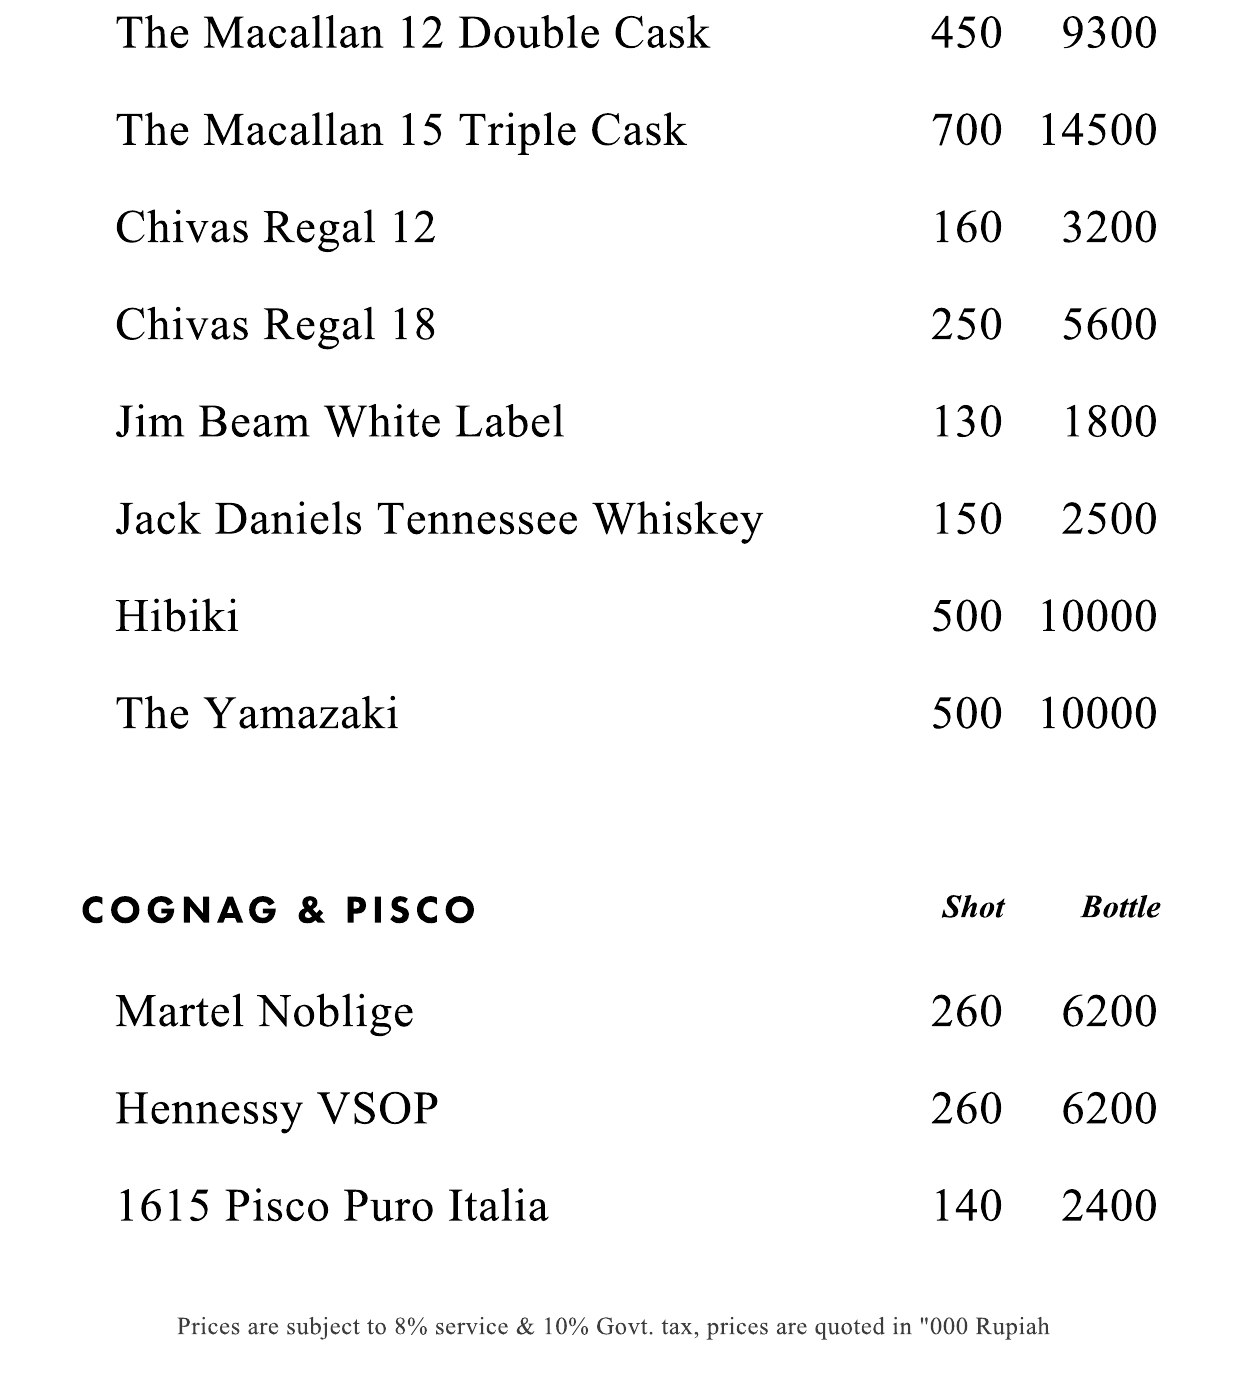 The Macallan 12 Double Cask 450 9300
The Macallan 15 Triple Cask 700 14500
Chivas Regal 12 160 3200
Chivas Regal 18 250 5600
Jim Beam White Label 130 1800
Jack Daniels Tennessee Whiskey 150 2500
Hibiki 500 10000
The Yamazaki 500 10000
COGNAG & PISCO Shot Bottle
Martel Noblige 260 6200
Hennessy VSOP 260 6200
1615 Pisco Puro Italia 140 2400
Prices are subject to 8% service & 10% Govt. tax, prices are quoted in "000 Rupiah